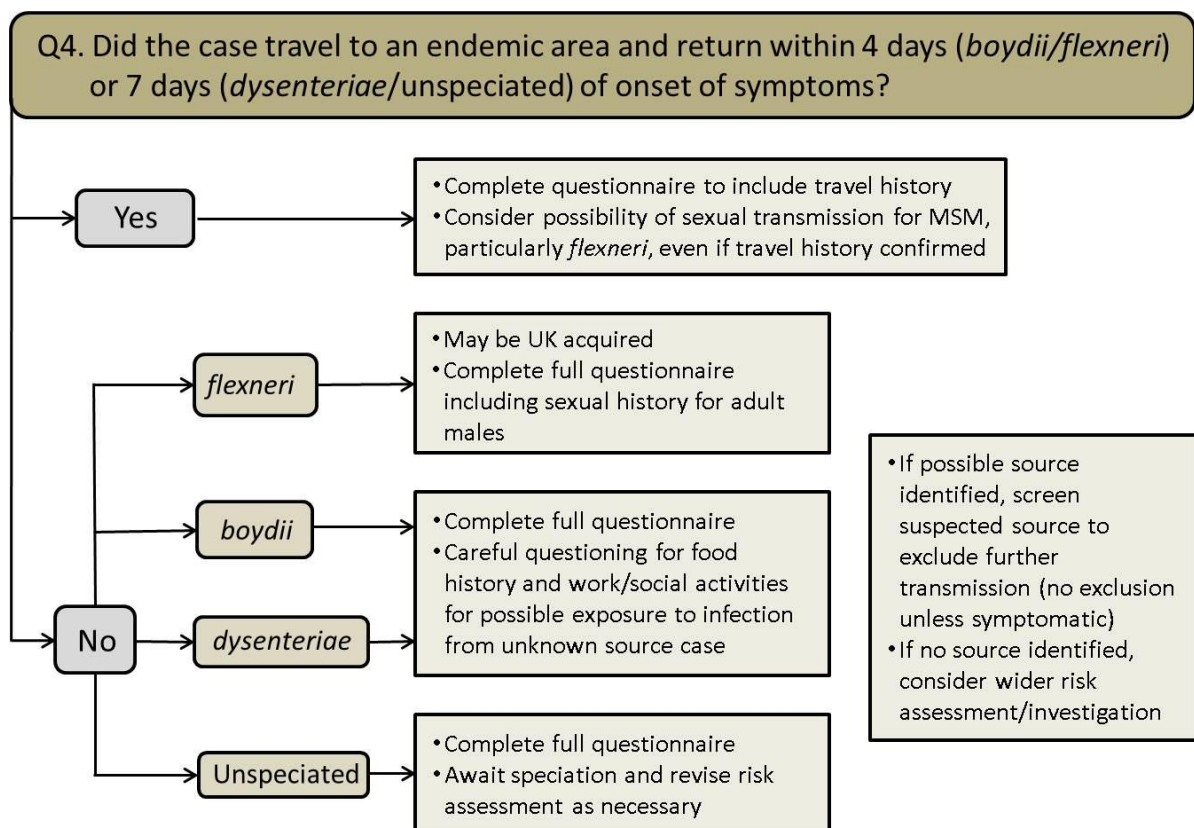 Q4. Did the case travel to an endemic area and return within 4 days (boydii/flexneri)
or 7 days (dysenteriae/unspeciated) of onset of symptoms?
Yes
• Complete questionnaire to include travel history
• Consider possibility of sexual transmission for MSM,
particularly flexneri, even if travel history confirmed
flexneri
• May be UK acquired
• Complete full questionnaire
including sexual history for adult
males
boydii
• Complete full questionnaire
• Careful questioning for food
history and work/social activities
for possible exposure to infection
from unknown source case
No
dysenteriae
Unspeciated
• Complete full questionnaire
• Await speciation and revise risk
assessment as necessary
• If possible source
identified, screen
suspected source to
exclude further
transmission (no exclusion
unless symptomatic)
• If no source identified,
consider wider risk
assessment/investigation